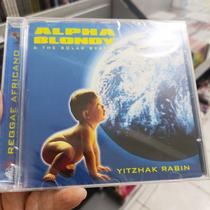 ALPHA
BLONDY
& THE SOLAR SYSTEM
YITZHAK RABIN
REGGAE AFRICANO